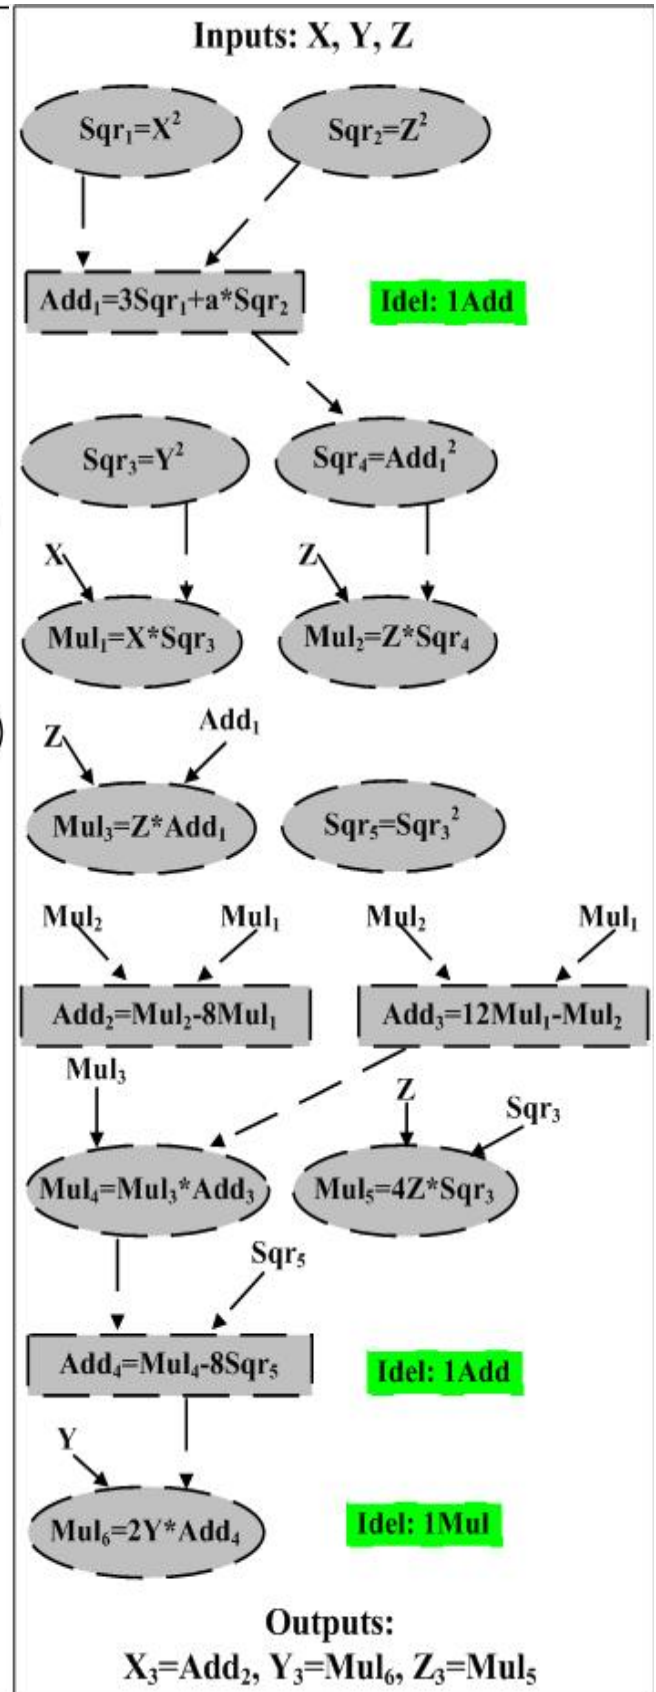 Inputs: X, Y, Z
Sqr₁=X² Sqr₂=Z²
Add₁=3Sqr₁+a*Sqr₂ Idel: 1Add
Sqr₃=Y² Sqr₄=Add₁²
X Z
Mul₁=X*Sqr₃ Mul₂=Z*Sqr₄
Z Add₁
Mul₃=Z*Add₁ Sqr₅=Sqr₃²
Mul₂ Mul₁ Mul₂ Mul₁
Add₂=Mul₂-8Mul₁ Add₃=12Mul₁-Mul₂
Mul₃ Z Sqr₃
Mul₄=Mul₃*Add₃ Mul₅=4Z*Sqr₃
Sqr₅
Add₄=Mul₄-8Sqr₅ Idel: 1Add
Y
Mul₆=2Y*Add₄ Idel: 1Mul
Outputs:
X₃=Add₂, Y₃=Mul₆, Z₃=Mul₅